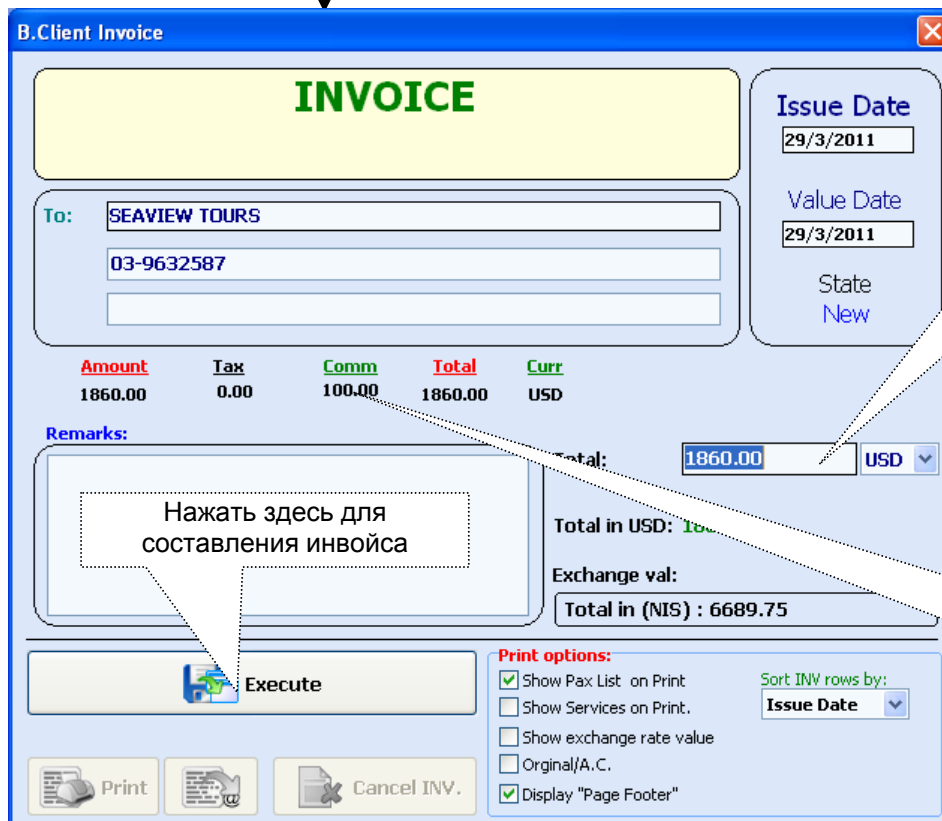 B.Client Invoice
INVOICE
Issue Date
29/3/2011
To: SEAVIEW TOURS
Value Date
29/3/2011
03-9632587
State
New
Amount Tax Comm Total Curr
1860.00 0.00 100.00 1860.00 USD
Remarks:
Total: 1860.00 USD
Нажать здесь для
составления инвойса
Total in USD:
Exchange val:
Total in (NIS) : 6689.75
Execute
Print options:
Show Pax List on Print
Sort INV rows by:
Show Services on Print.
Issue Date
Show exchange rate value
Orginal/A.C.
Print
@
Cancel INV.
Display "Page Footer"